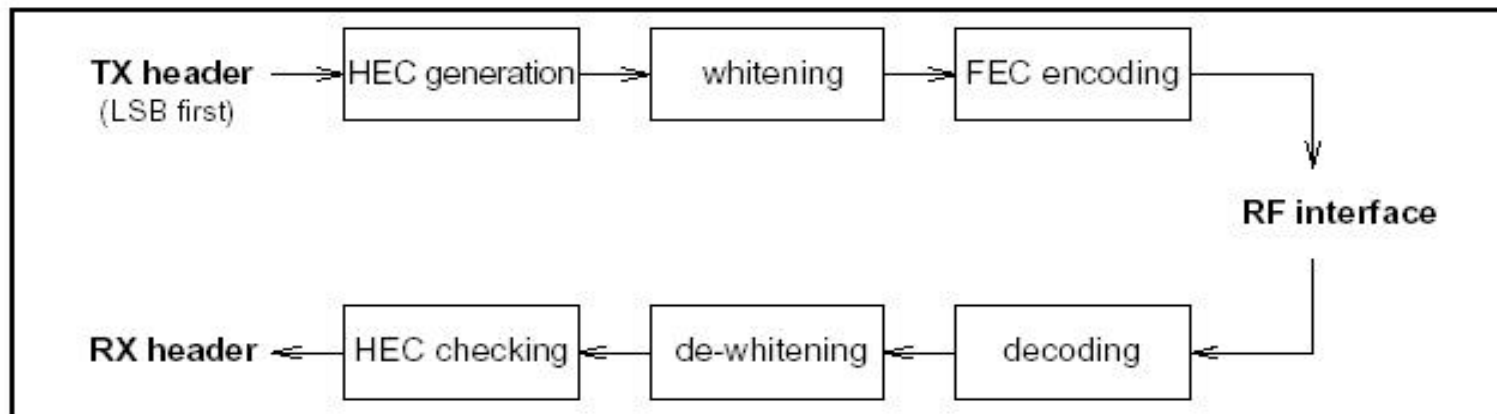 TX header
(LSB first)
HEC generation
whitening
FEC encoding
RF interface
RX header
HEC checking
de-whitening
decoding